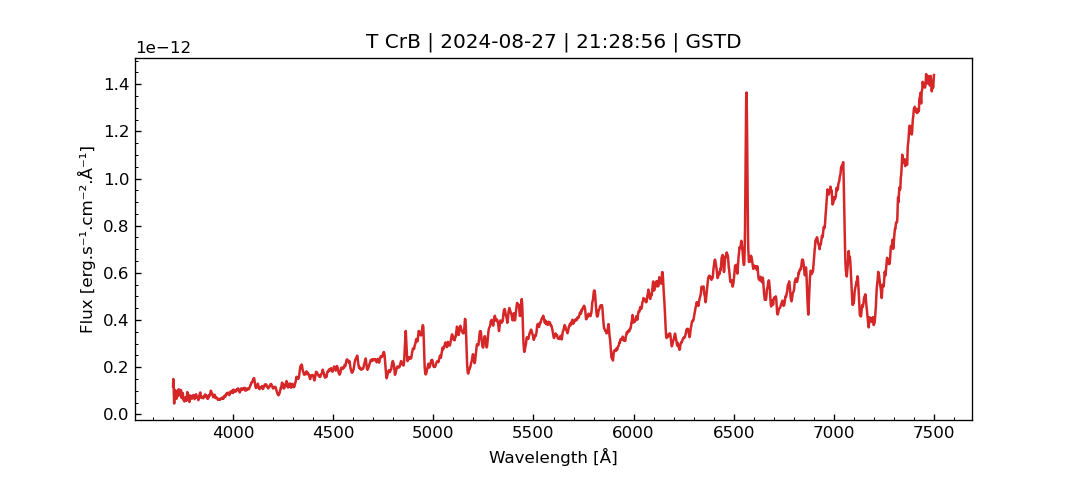 T CrB | 2024-08-27 | 21:28:56 | GSTD
1e−12
1.4
1.2
1.0
0.8
0.6
0.4
0.2
0.0
Flux [erg.s⁻¹.cm⁻².Å⁻¹]
4000 4500 5000 5500 6000 6500 7000 7500
Wavelength [Å]